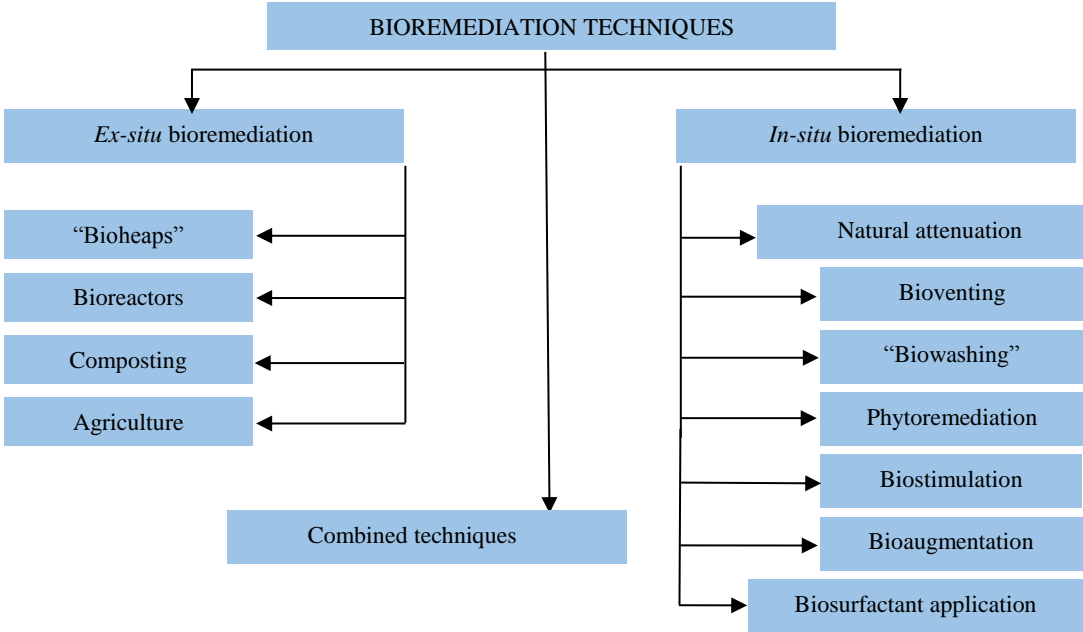 BIOREMEDIATION TECHNIQUES
Ex-situ bioremediation
“Bioheaps”
Bioreactors
Composting
Agriculture
Combined techniques
In-situ bioremediation
Natural attenuation
Bioventing
“Biowashing”
Phytoremediation
Biostimulation
Bioaugmentation
Biosurfactant application